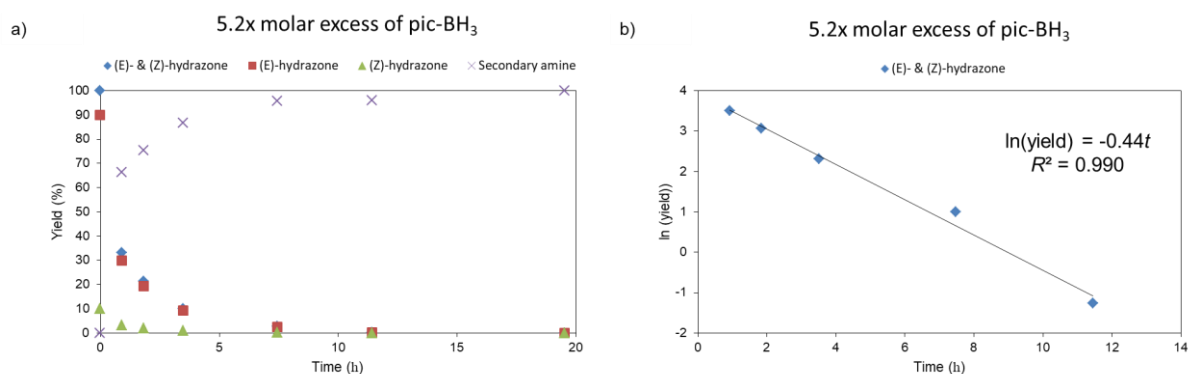 a)
5.2x molar excess of pic-BH₃
(E)- & (Z)-hydrazone (E)-hydrazone (Z)-hydrazone Secondary amine
100
90
80
70
60
50
40
30
20
10
0
Yield (%)
0 5 10 15 20
Time (h)
b)
5.2x molar excess of pic-BH₃
(E)- & (Z)-hydrazone
4
3
2
1
0
-1
-2
ln (yield))
ln(yield) = -0.44t
R² = 0.990
0 2 4 6 8 10 12 14
Time (h)